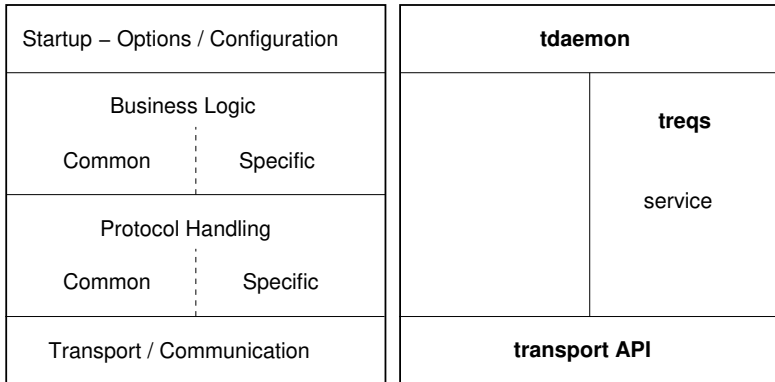 Startup – Options / Configuration
Business Logic
Common Specific
Protocol Handling
Common Specific
Transport / Communication
tdaemon
treqs
service
transport API